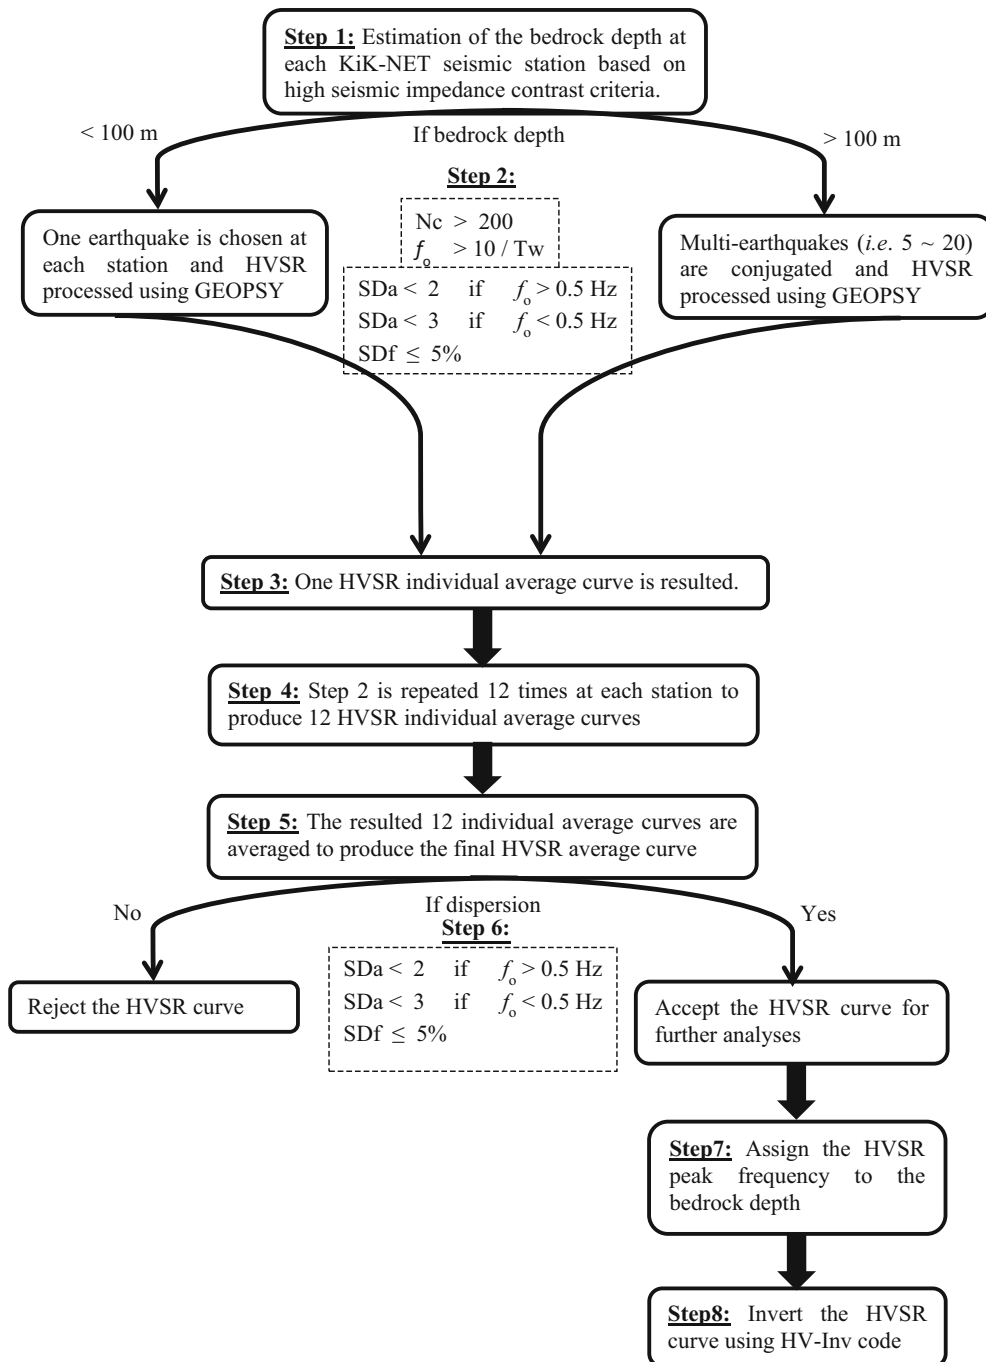 Step 1: Estimation of the bedrock depth at
each KiK-NET seismic station based on
high seismic impedance contrast criteria.
< 100 m
If bedrock depth
> 100 m
Step 2:
One earthquake is chosen at
each station and HVSR
processed using GEOPSY
Nc > 200
fo > 10 / Tw
SDa < 2 if fo > 0.5 Hz
SDa < 3 if fo < 0.5 Hz
SDf ≤ 5%
Multi-earthquakes (i.e. 5 ~ 20)
are conjugated and HVSR
processed using GEOPSY
Step 3: One HVSR individual average curve is resulted.
Step 4: Step 2 is repeated 12 times at each station to
produce 12 HVSR individual average curves
Step 5: The resulted 12 individual average curves are
averaged to produce the final HVSR average curve
No
If dispersion
Yes
Step 6:
Reject the HVSR curve
SDa < 2 if fo > 0.5 Hz
SDa < 3 if fo < 0.5 Hz
SDf ≤ 5%
Accept the HVSR curve for
further analyses
Step7: Assign the HVSR
peak frequency to the
bedrock depth
Step8: Invert the HVSR
curve using HV-Inv code